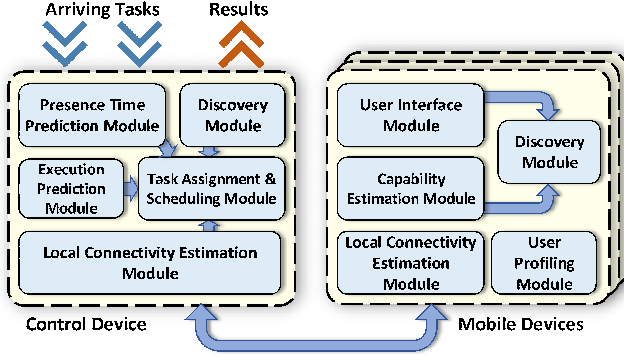 Arriving Tasks
Results
Presence Time
Prediction Module
Discovery
Module
Execution
Prediction
Module
Task Assignment &
Scheduling Module
Local Connectivity Estimation
Module
Control Device
User Interface
Module
Discovery
Module
Capability
Estimation Module
Local Connectivity
Estimation Module
User
Profiling
Module
Mobile Devices